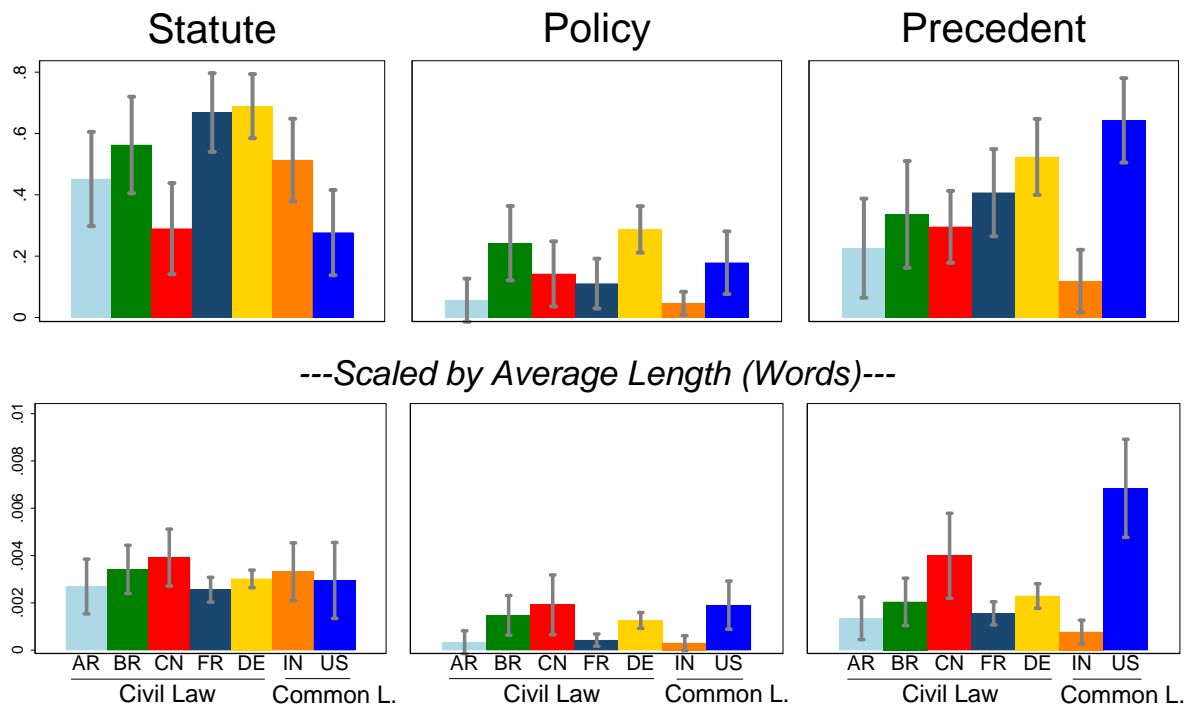 Statute Policy Precedent
.8
.6
.4
.2
0
---Scaled by Average Length (Words)---
.01
.008
.006
.004
.002
0
AR BR CN FR DE IN US AR BR CN FR DE IN US AR BR CN FR DE IN US
Civil Law Common L. Civil Law Common L. Civil Law Common L.